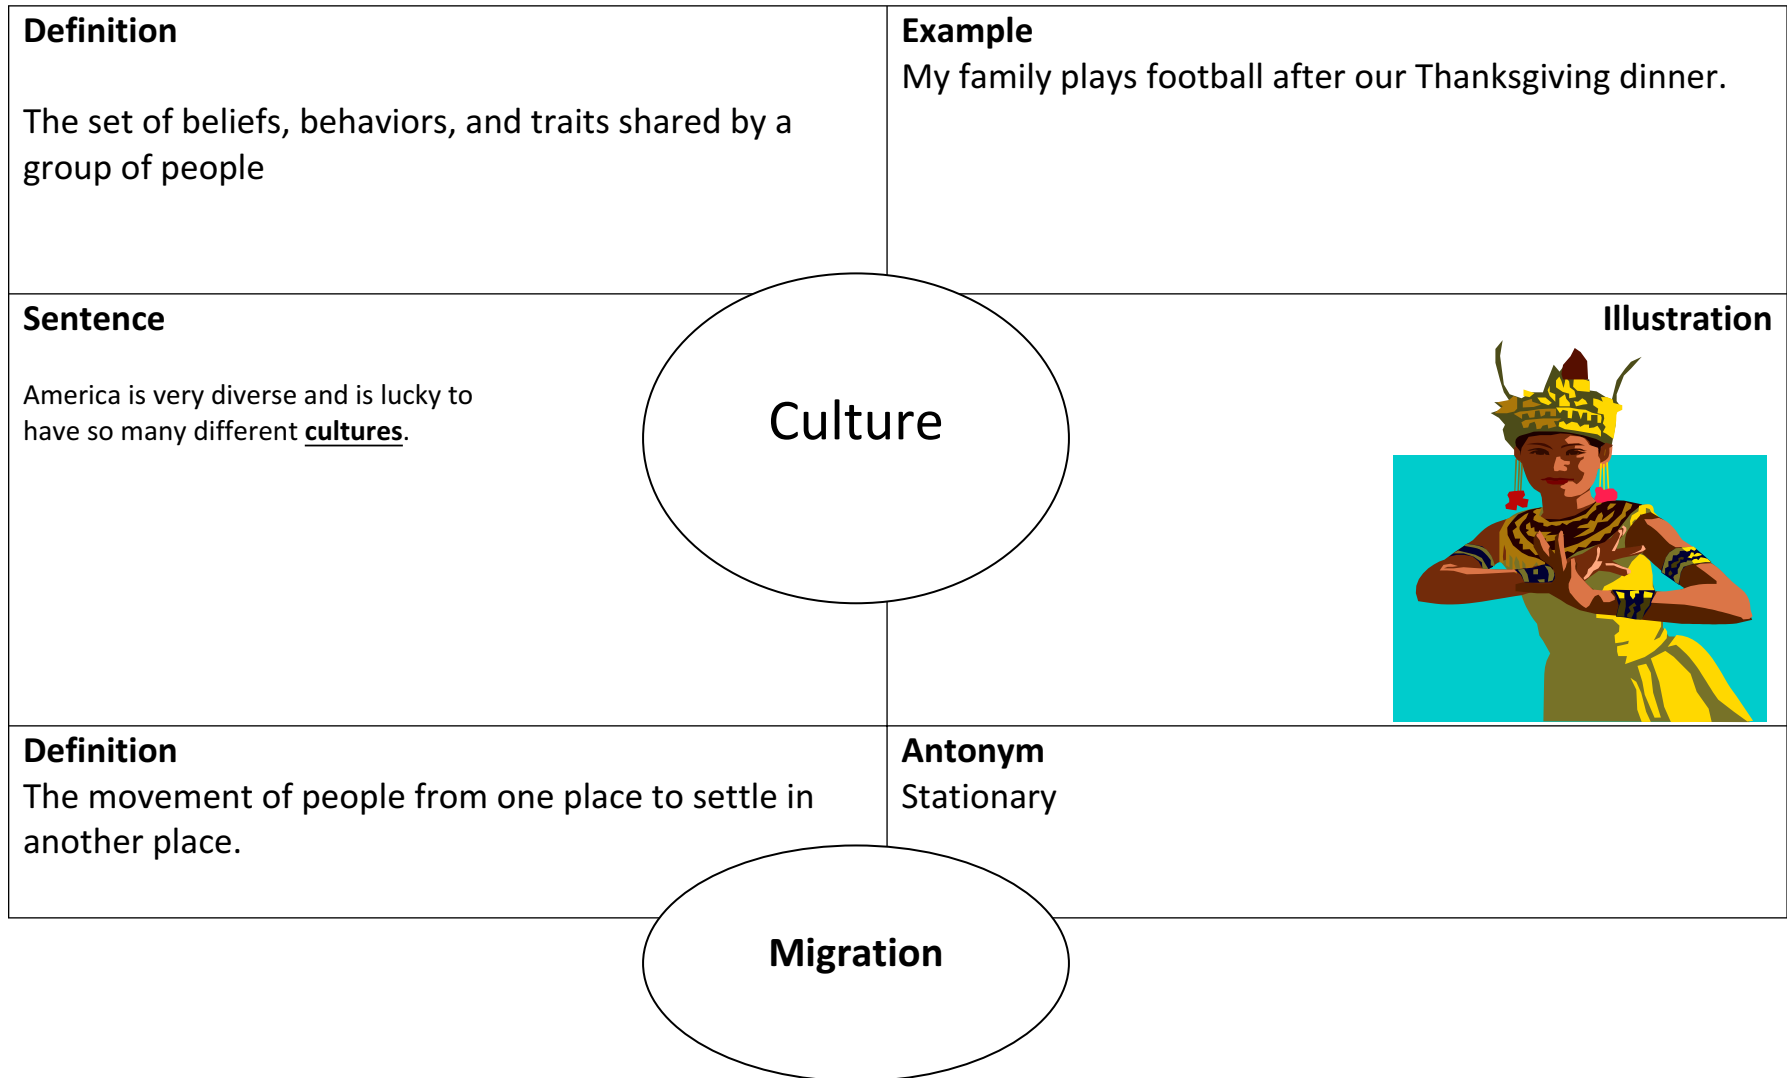 Definition
The set of beliefs, behaviors, and traits shared by a
group of people
Example
My family plays football after our Thanksgiving dinner.
Sentence
America is very diverse and is lucky to
have so many different cultures.
Culture
Illustration
Definition
The movement of people from one place to settle in
another place.
Antonym
Stationary
Migration